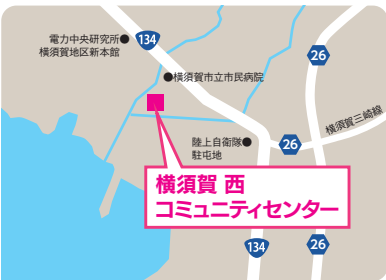 電力中央研究所
横須賀地区新本館
134
26
横須賀市立市民病院
横須賀三崎線
陸上自衛隊
駐屯地
26
横須賀 西
コミュニティセンター
134
26